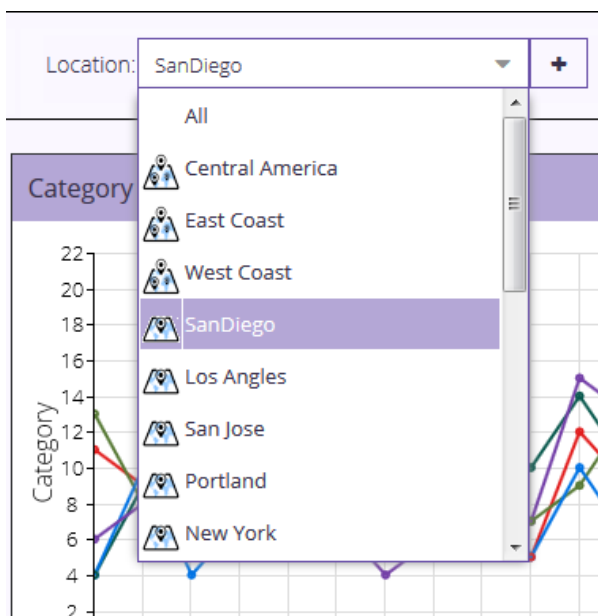 Location: SanDiego +
All
Central America
Category
East Coast
22
West Coast
20
18
SanDiego
16
Los Angles
14
San Jose
12
Category
10
Portland
8
New York
6
4
2